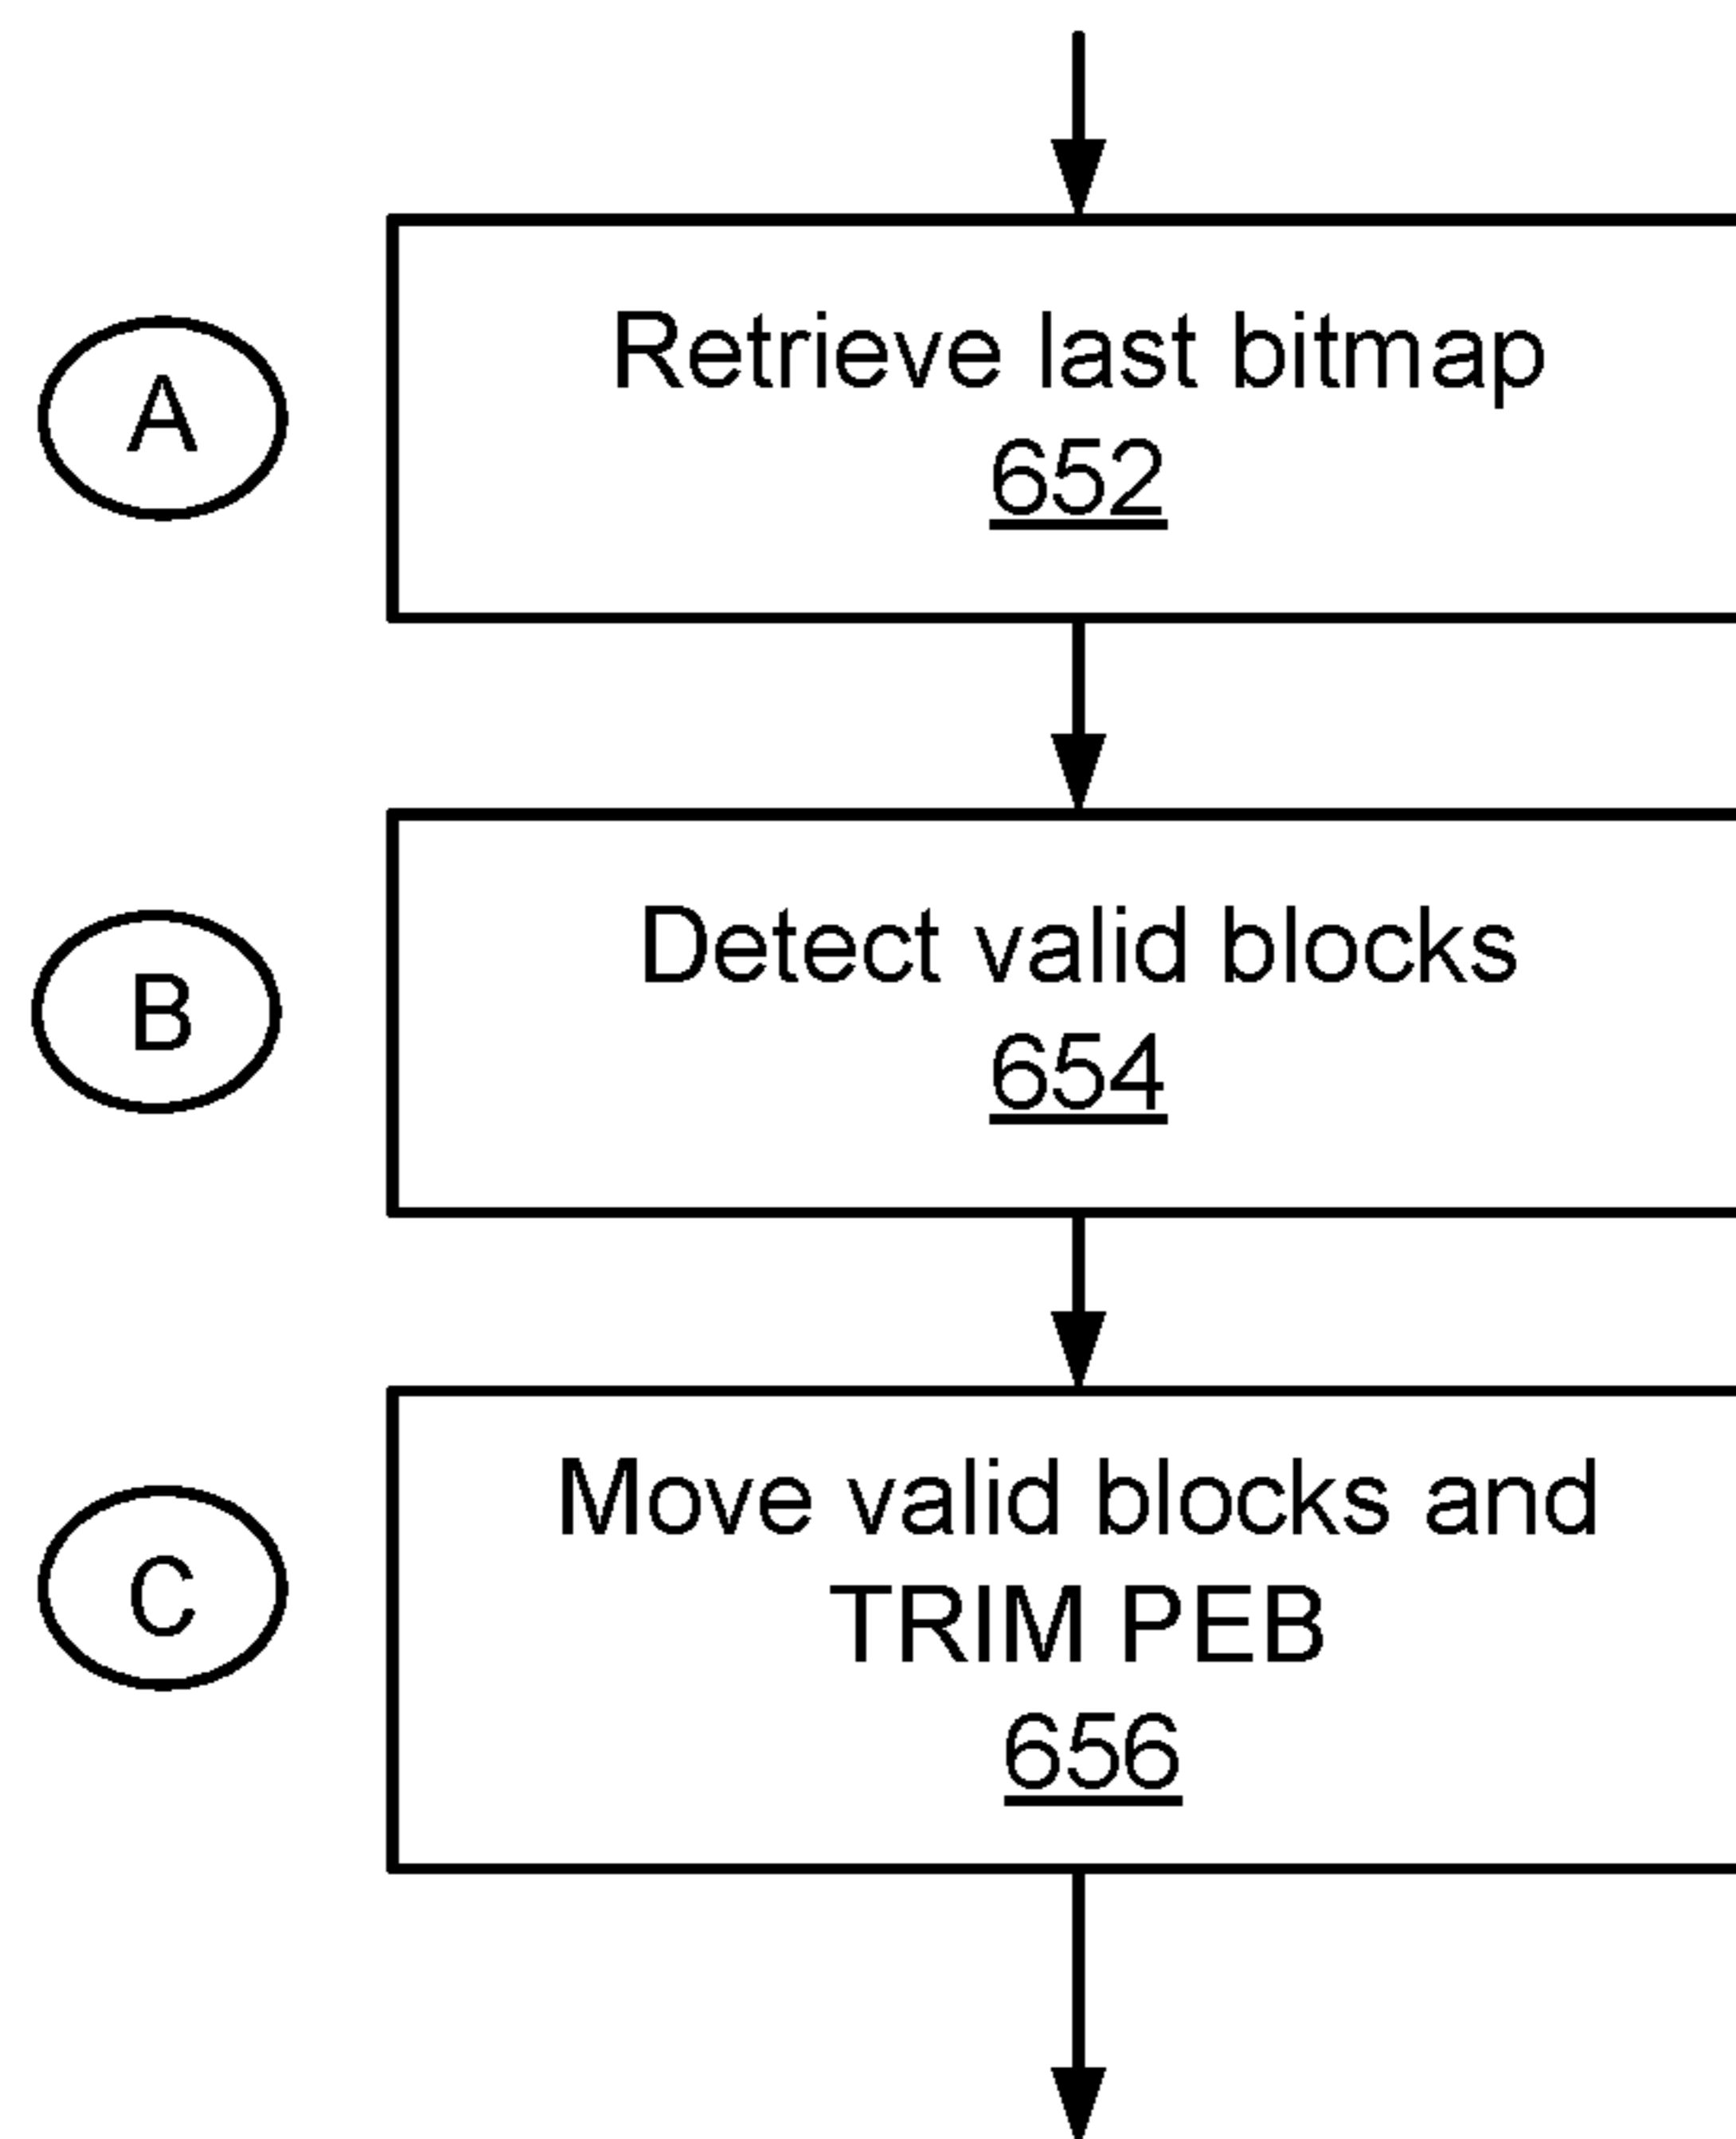 A
Retrieve last bitmap
652
B
Detect valid blocks
654
C
Move valid blocks and
TRIM PEB
656